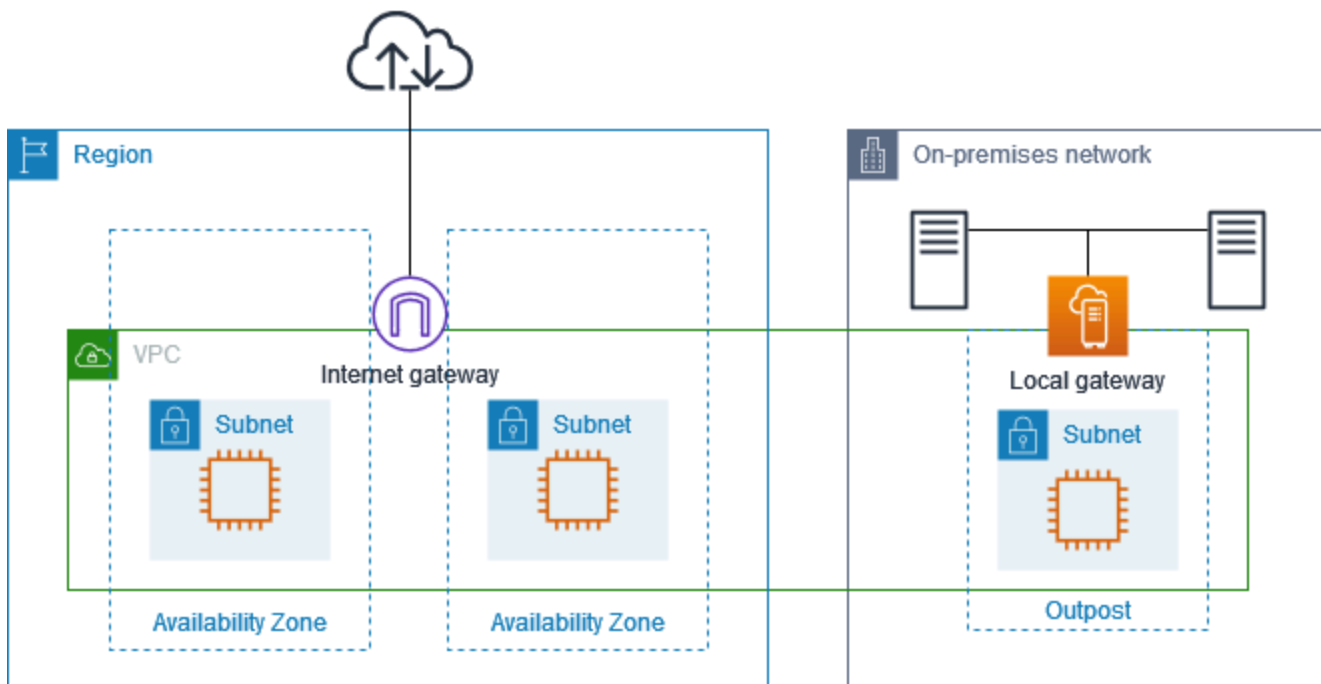 Region
On-premises network
VPC
Internet gateway
Local gateway
Subnet
Subnet
Subnet
Availability Zone
Availability Zone
Outpost